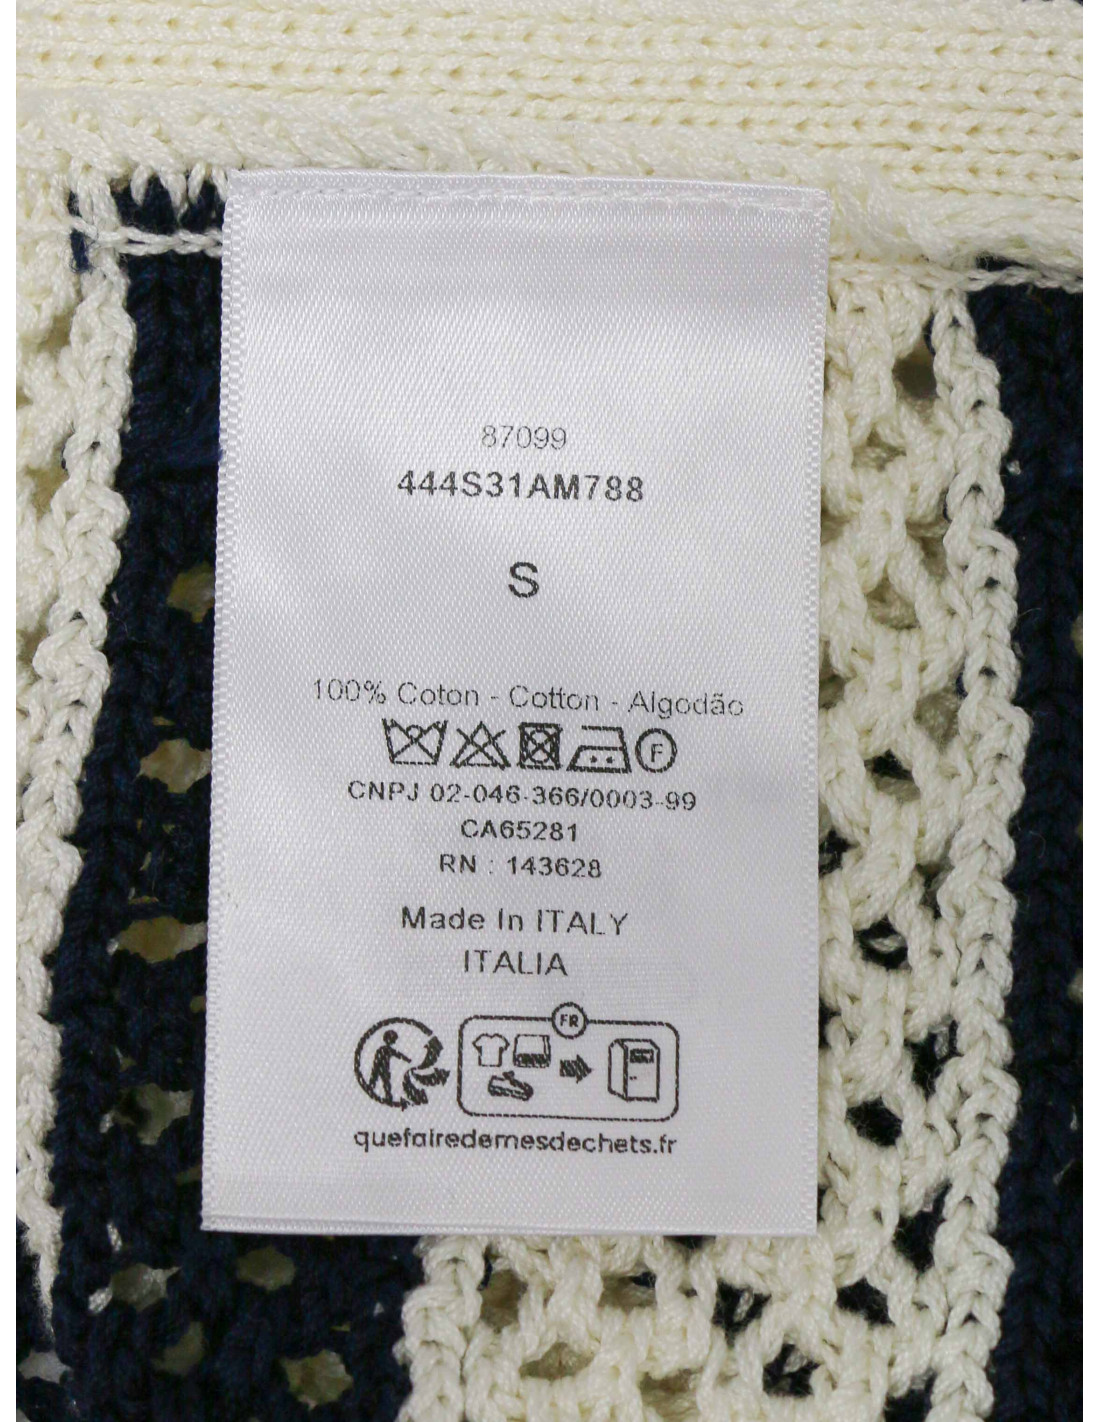 87099
444S31AM788
S
100% Coton - Cotton - Algodão
F
CNPJ 02-046-366/0003-99
CA65281
RN : 143628
Made In ITALY
ITALIA
FR
quefairedemesdechets.fr